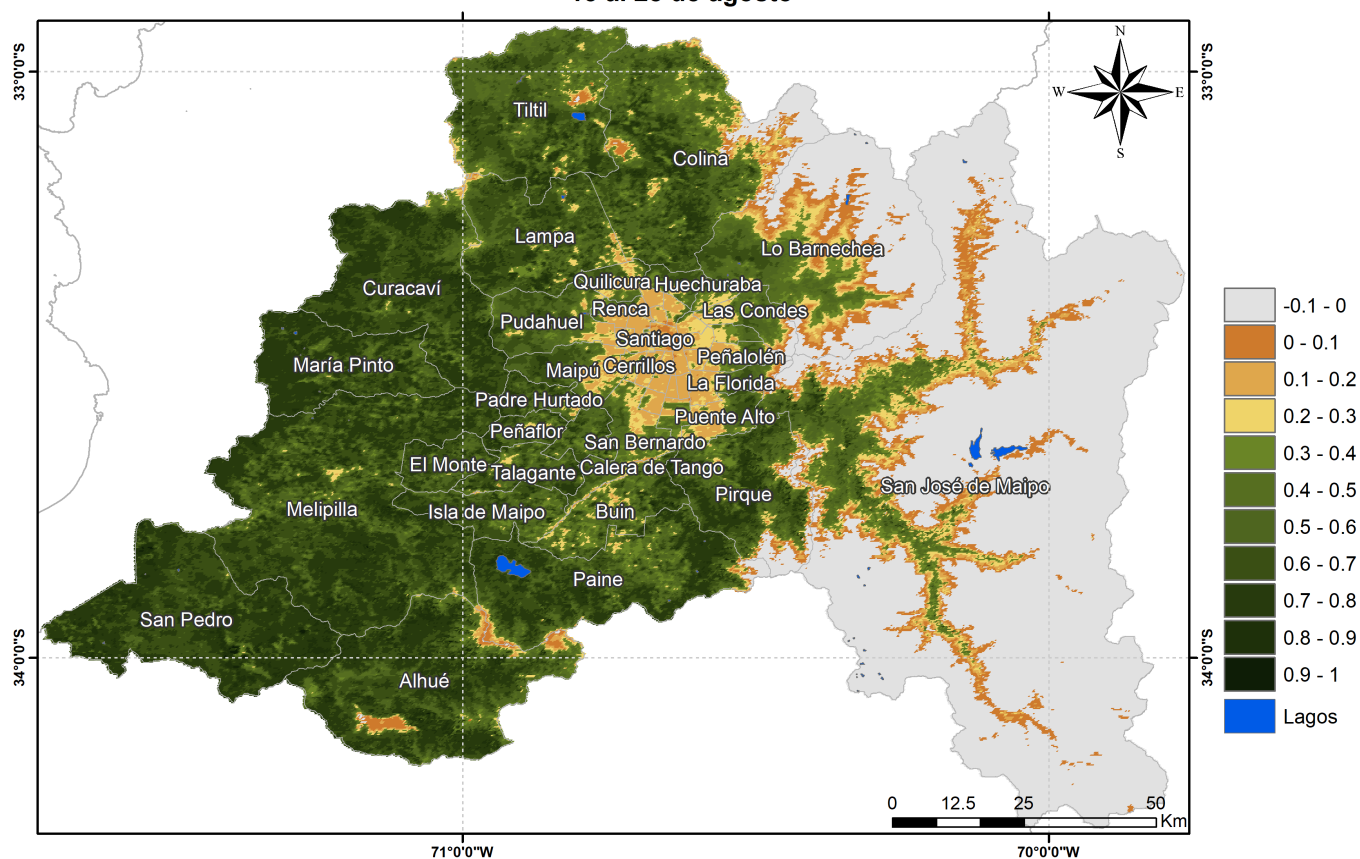 N
W
E
S
33°0'0"S
33°0'0"S
Tiltil
Colina
Lampa
Lo Barnechea
Curacaví
Quilicura
Huechuraba
Renca
Las Condes
Pudahuel
Santiago
María Pinto
Peñalolén
Maipú
Cerrillos
La Florida
Padre Hurtado
Puente Alto
Peñaflor
San Bernardo
El Monte
Talagante
Calera de Tango
San José de Maipo
Pirque
Melipilla
Isla de Maipo
Buin
Paine
San Pedro
Alhué
34°0'0"S
34°0'0"S
-0.1 - 0
0 - 0.1
0.1 - 0.2
0.2 - 0.3
0.3 - 0.4
0.4 - 0.5
0.5 - 0.6
0.6 - 0.7
0.7 - 0.8
0.8 - 0.9
0.9 - 1
Lagos
0 12.5 25 50
Km
71°0'0"W
70°0'0"W